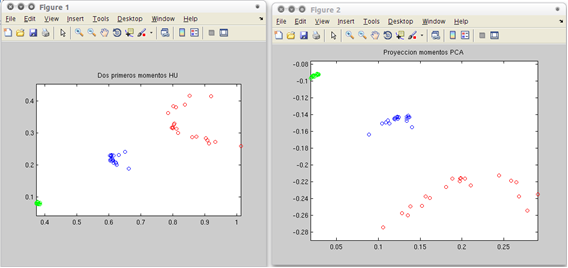 Figure 1
File Edit View Insert Tools Desktop Window Help
Dos primeros momentos HU
0.4
0.3
0.2
0.1
0.4 0.5 0.6 0.7 0.8 0.9 1
Figure 2
File Edit View Insert Tools Desktop Window Help
Proyeccion momentos PCA
-0.08
-0.1
-0.12
-0.14
-0.16
-0.18
-0.2
-0.22
-0.24
-0.26
-0.28
0.05 0.1 0.15 0.2 0.25